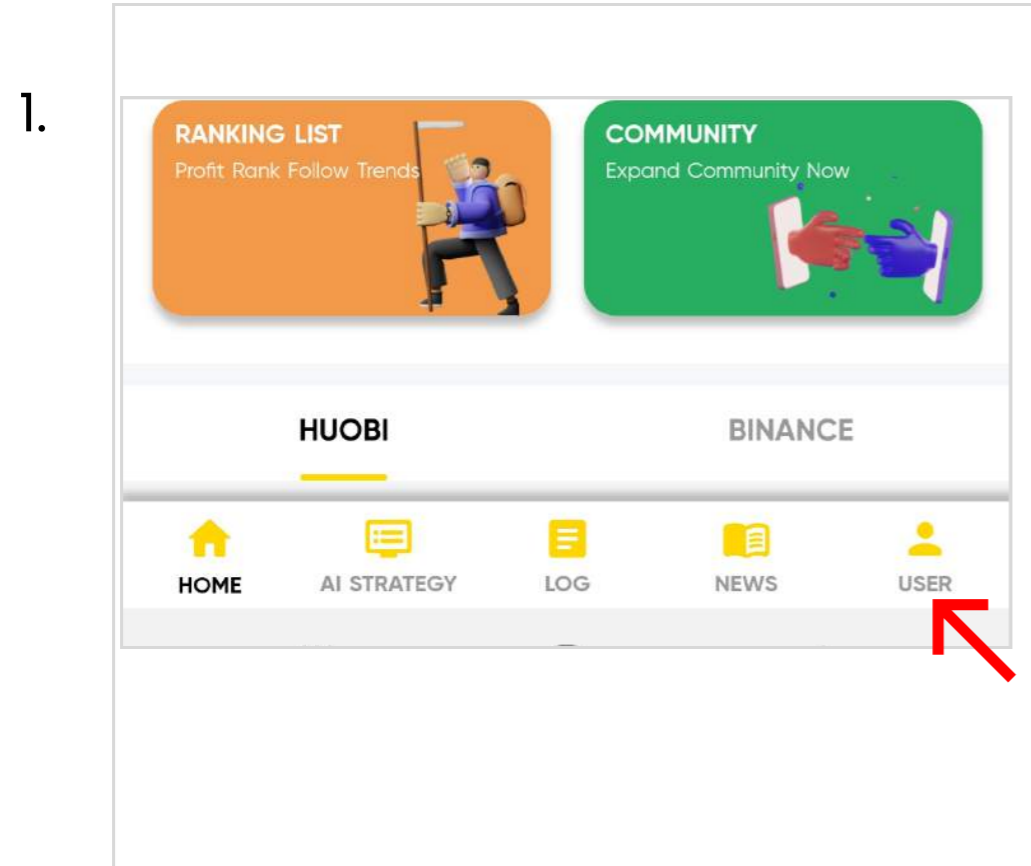 1.
RANKING LIST
Profit Rank Follow Trends
COMMUNITY
Expand Community Now
HUOBI
BINANCE
HOME
AI STRATEGY
LOG
NEWS
USER